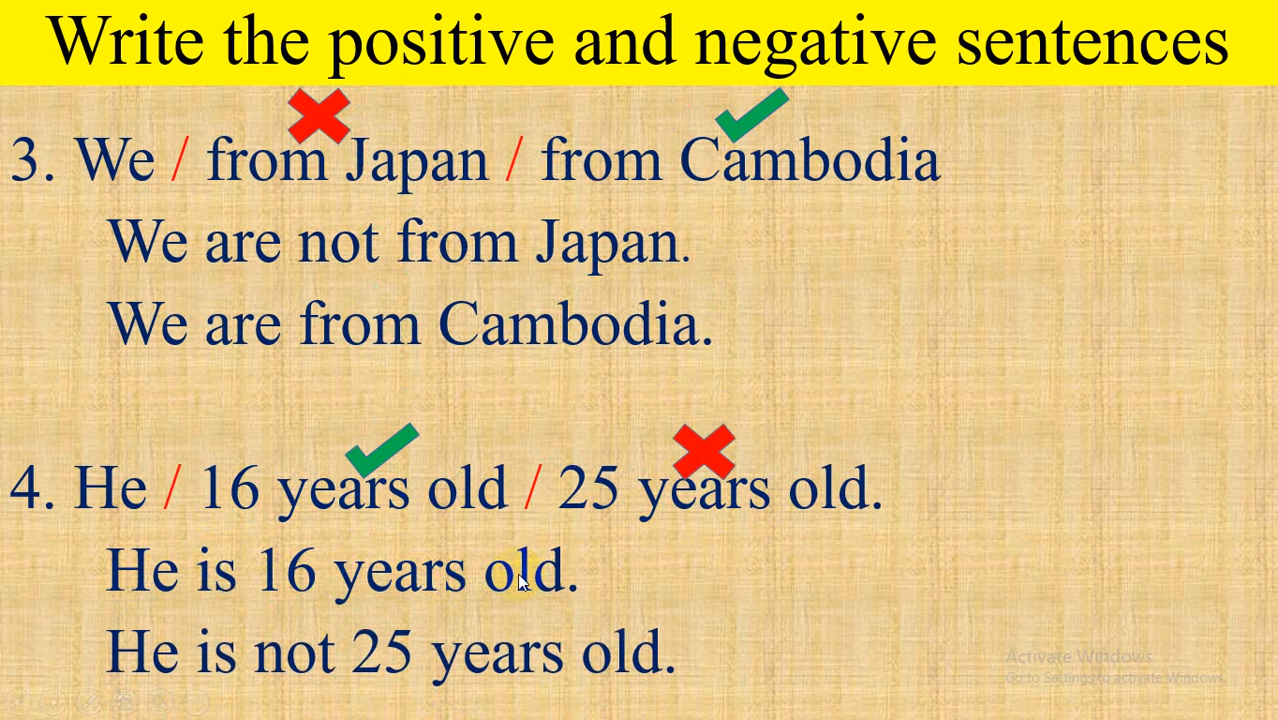 Write the positive and negative sentences
3. We / from Japan / from Cambodia
We are not from Japan.
We are from Cambodia.
4. He / 16 years old / 25 years old.
He is 16 years old.
He is not 25 years old.
Activate Windows
Go to Settings to activate Windows.